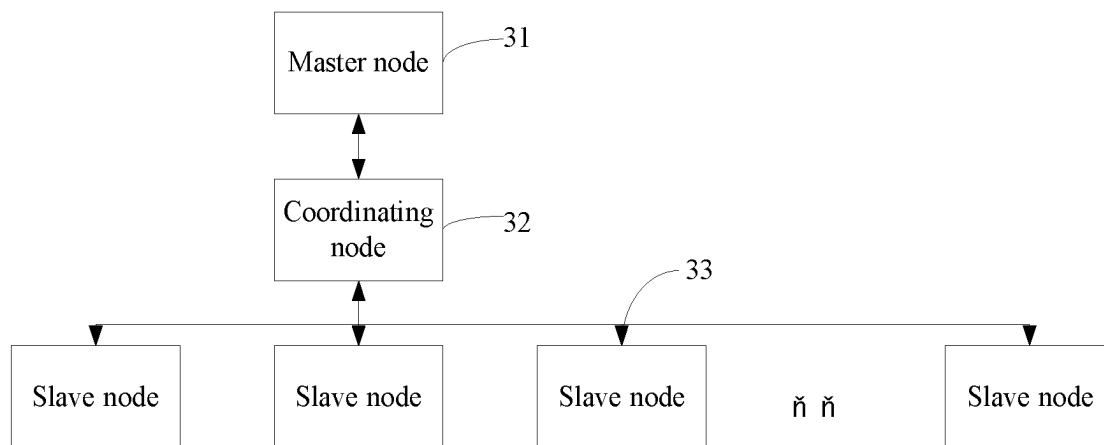 Master node
31
Coordinating
node
32
33
Slave node
Slave node
Slave node
ň ň
Slave node